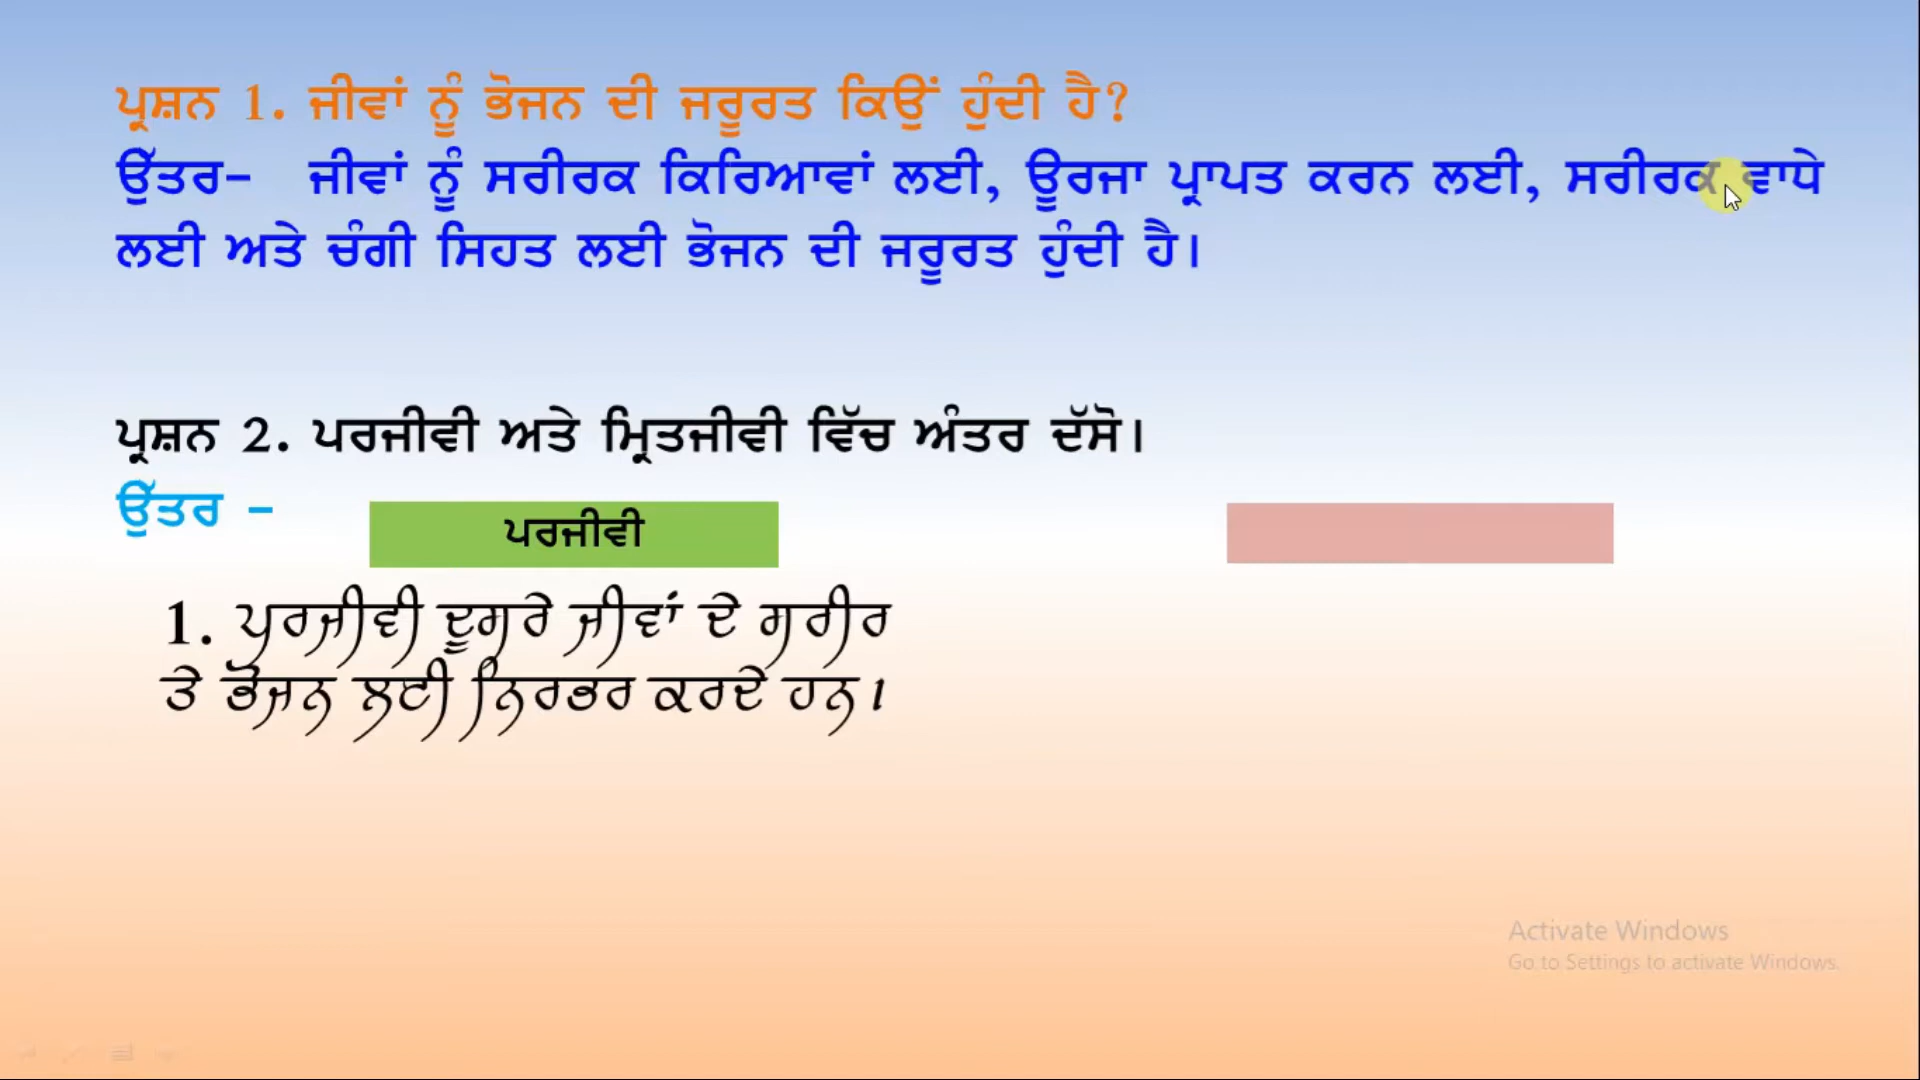 ਪ੍ਰਸ਼ਨ 1. ਜੀਵਾਂ ਨੂੰ ਭੋਜਨ ਦੀ ਜਰੂਰਤ ਕਿਉਂ ਹੁੰਦੀ ਹੈ?
ਉੱਤਰ- ਜੀਵਾਂ ਨੂੰ ਸਰੀਰਕ ਕਿਰਿਆਵਾਂ ਲਈ, ਊਰਜਾ ਪ੍ਰਾਪਤ ਕਰਨ ਲਈ, ਸਰੀਰਕ ਵਾਧੇ
ਲਈ ਅਤੇ ਚੰਗੀ ਸਿਹਤ ਲਈ ਭੋਜਨ ਦੀ ਜਰੂਰਤ ਹੁੰਦੀ ਹੈ।
ਪ੍ਰਸ਼ਨ 2. ਪਰਜੀਵੀ ਅਤੇ ਮ੍ਰਿਤਜੀਵੀ ਵਿੱਚ ਅੰਤਰ ਦੱਸੋ।
ਉੱਤਰ -
ਪਰਜੀਵੀ
1. ਪਰਜੀਵੀ ਦੂਸਰੇ ਜੀਵਾਂ ਦੇ ਸਰੀਰ
ਤੇ ਭੋਜਨ ਲਈ ਨਿਰਭਰ ਕਰਦੇ ਹਨ।
Activate Windows
Go to Settings to activate Windows.